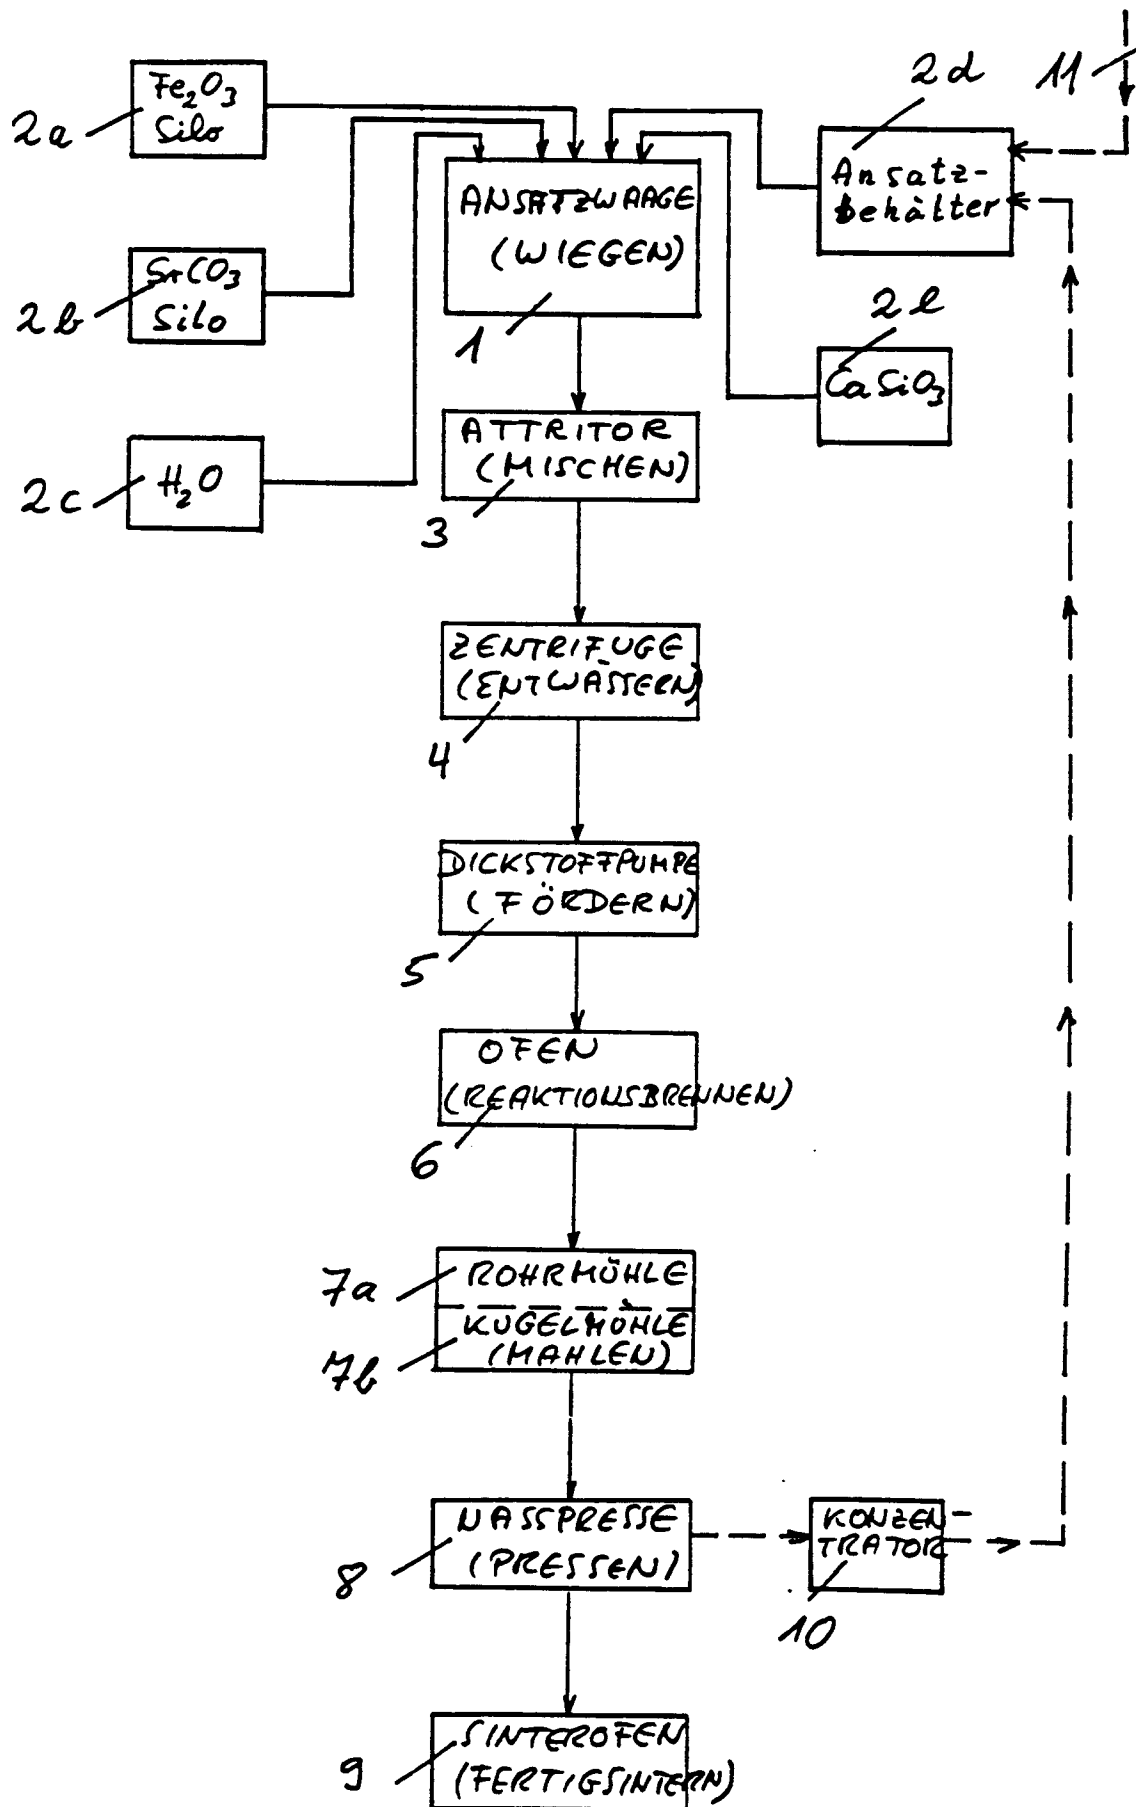 Fe₂O₃
Silo
2a
SrCO₃
Silo
2b
H₂O
2c
ANSATZWAAGE
(WIEGEN)
1
2d
11
Ansatz-
behälter
2e
CaSiO₃
ATTRITOR
(MISCHEN)
3
ZENTRIFUGE
(ENTWÄSSERN)
4
DICKSTOFFPUMPE
(FÖRDERN)
5
OFEN
(REAKTIONSBRENNEN)
6
7a
ROHRMÜHLE
KUGELMÜHLE
(MAHLEN)
7b
NASSPRESSE
(PRESSEN)
8
KONZEN-
TRATOR
10
SINTEROFEN
(FERTIGSINTERN)
9